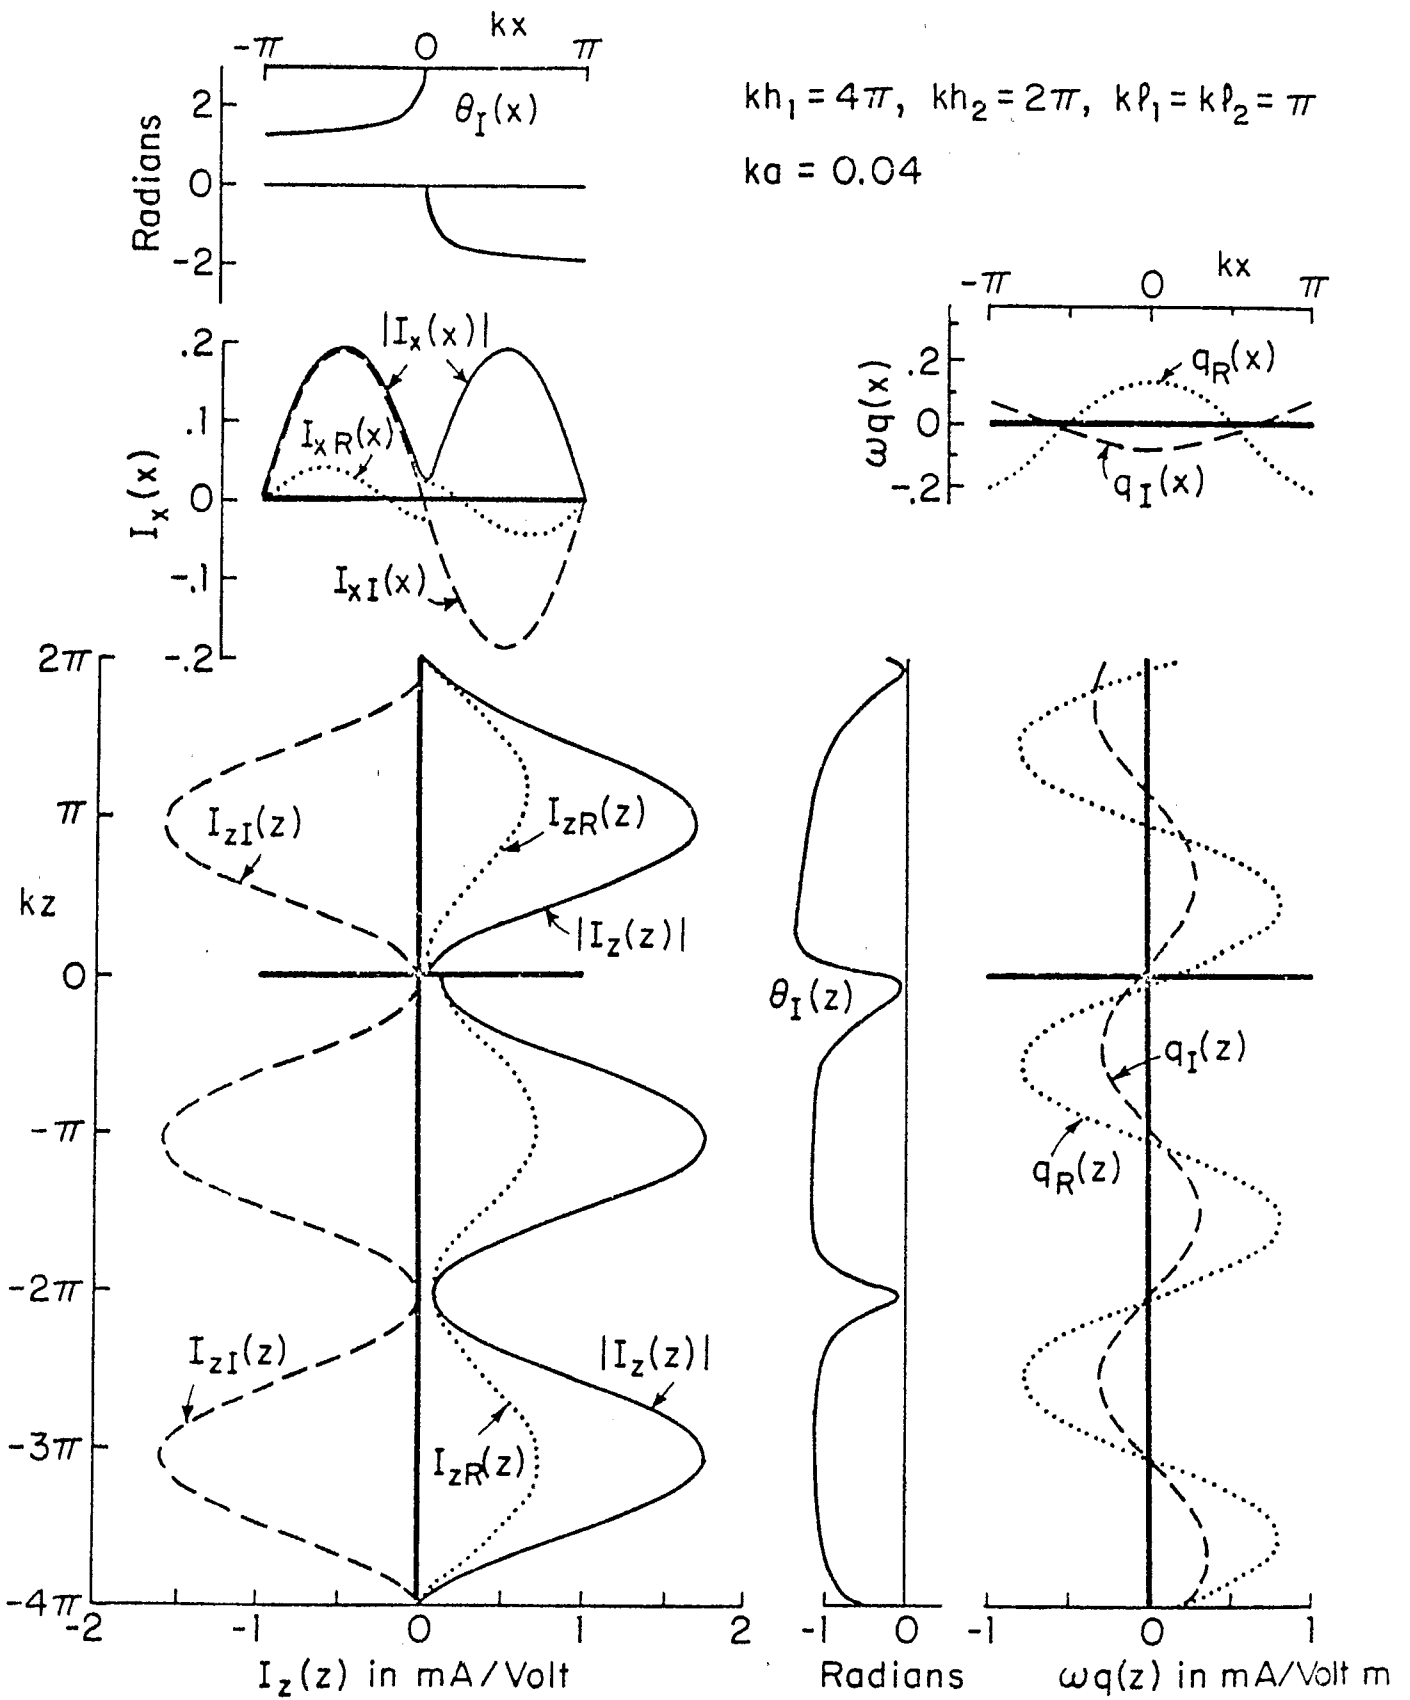 kx
-π 0 π
2
0
-2
Radians
θI(x)
kh1 = 4π, kh2 = 2π, kℓ1 = kℓ2 = π
ka = 0.04
kx
-π 0 π
.2
0
-.2
ωq(x)
qR(x)
qI(x)
.2
.1
0
-.1
-.2
Ix(x)
|Ix(x)|
IxR(x)
IxI(x)
2π
π
kz
0
-π
-2π
-3π
-4π
IzI(z)
IzR(z)
|Iz(z)|
θI(z)
qI(z)
qR(z)
IzI(z)
|Iz(z)|
IzR(z)
-2 -1 0 1 2
Iz(z) in mA/Volt
-1 0
Radians
-1 0 1
ωq(z) in mA/Volt m